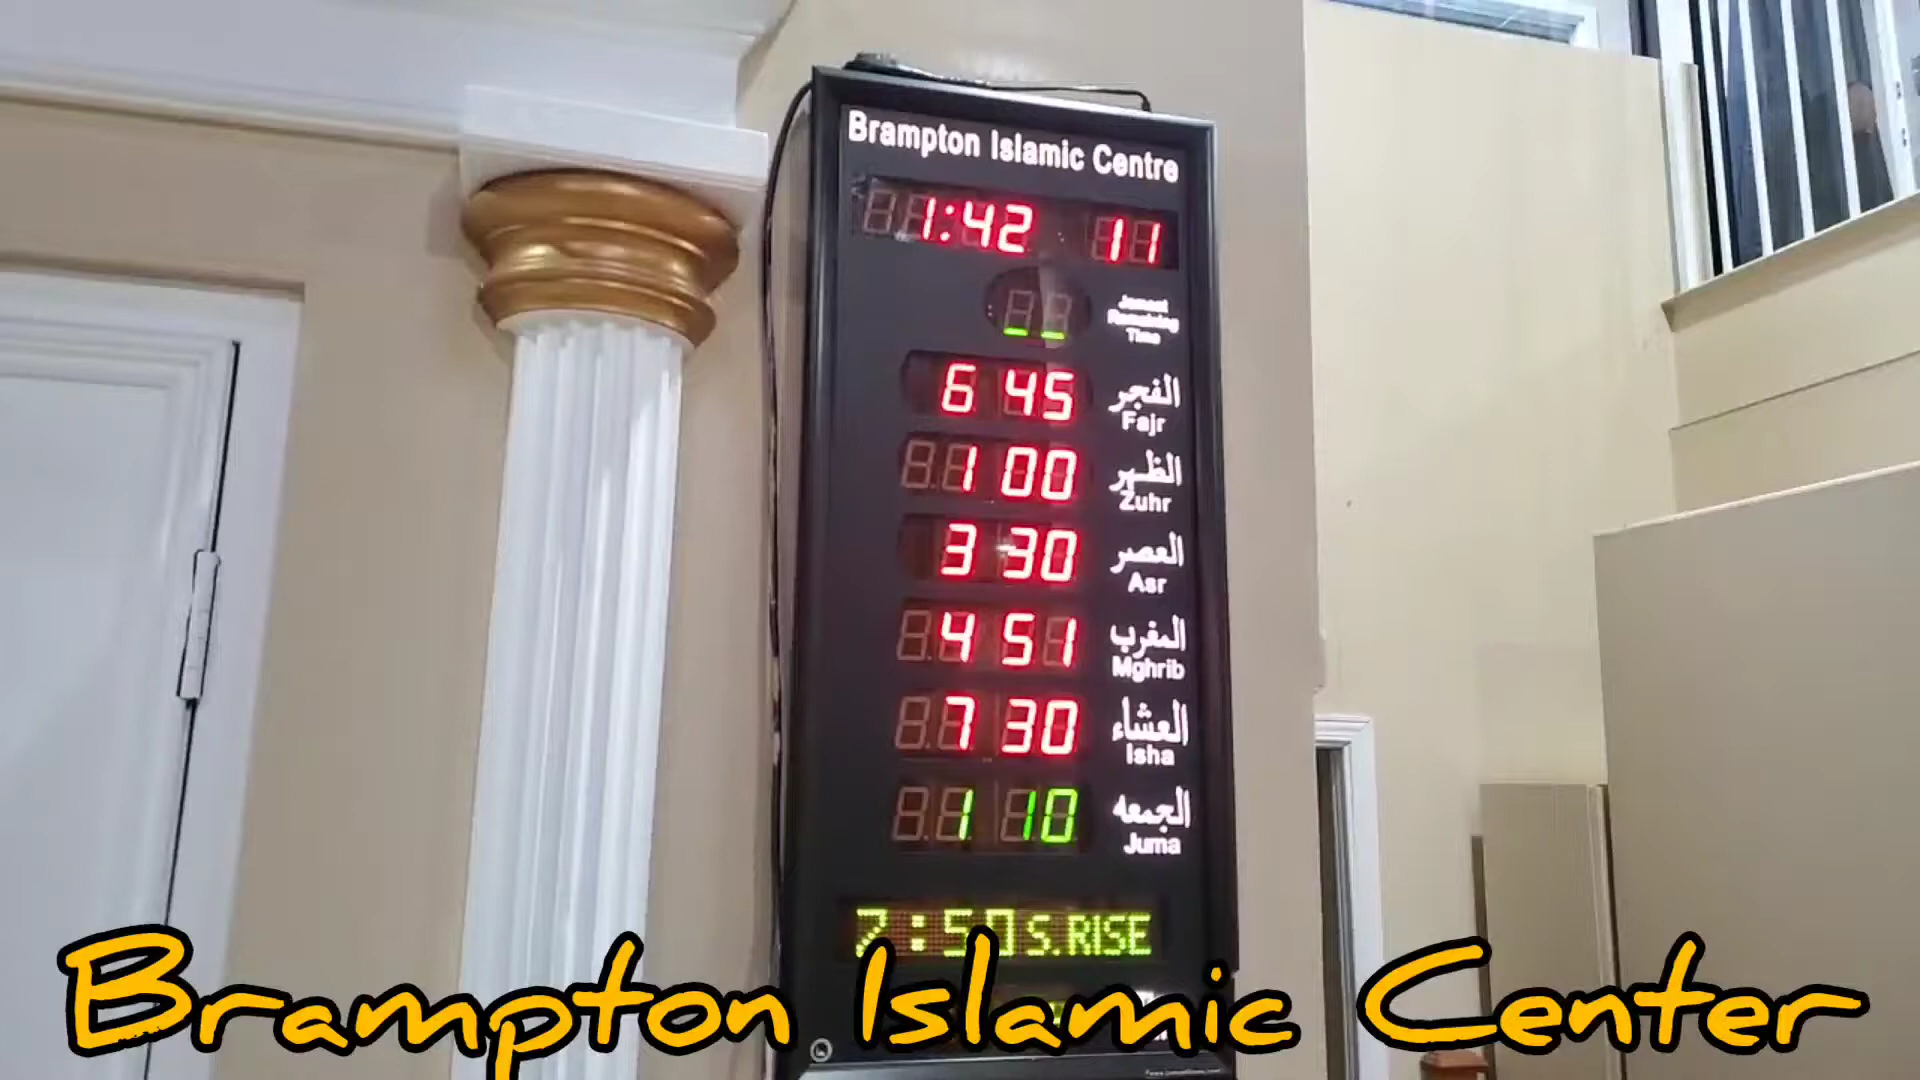 Brampton Islamic Centre
1:42 11
Jamaat
Remaining
Time
6 45 الفجر
Fajr
1 00 الظهر
Zuhr
3 30 العصر
Asr
4 51 المغرب
Mghrib
7 30 العشاء
Isha
1 10 الجمعه
Juma
7:50 S.RISE
Brampton Islamic Center